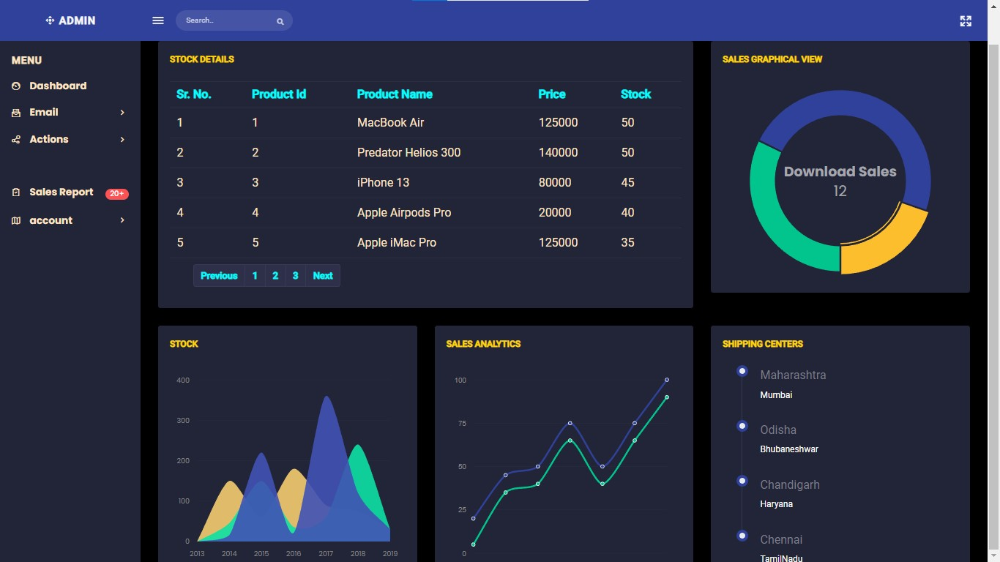 ADMIN
Search..
MENU
Dashboard
Email
Actions
Sales Report 20+
account
STOCK DETAILS
Sr. No. Product Id Product Name Price Stock
1 1 MacBook Air 125000 50
2 2 Predator Helios 300 140000 50
3 3 iPhone 13 80000 45
4 4 Apple Airpods Pro 20000 40
5 5 Apple iMac Pro 125000 35
Previous 1 2 3 Next
SALES GRAPHICAL VIEW
Download Sales
12
STOCK
400
300
200
100
0
2013 2014 2015 2016 2017 2018 2019
SALES ANALYTICS
100
75
50
25
0
SHIPPING CENTERS
Maharashtra
Mumbai
Odisha
Bhubaneshwar
Chandigarh
Haryana
Chennai
TamilNadu